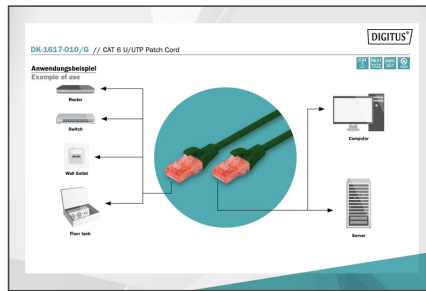 DIGITUS®
DK-1617-010/G // CAT 6 U/UTP Patch Cord
Anwendungsbeispiel
Example of use
Router
Switch
Wall Outlet
Floor tank
Computer
Server